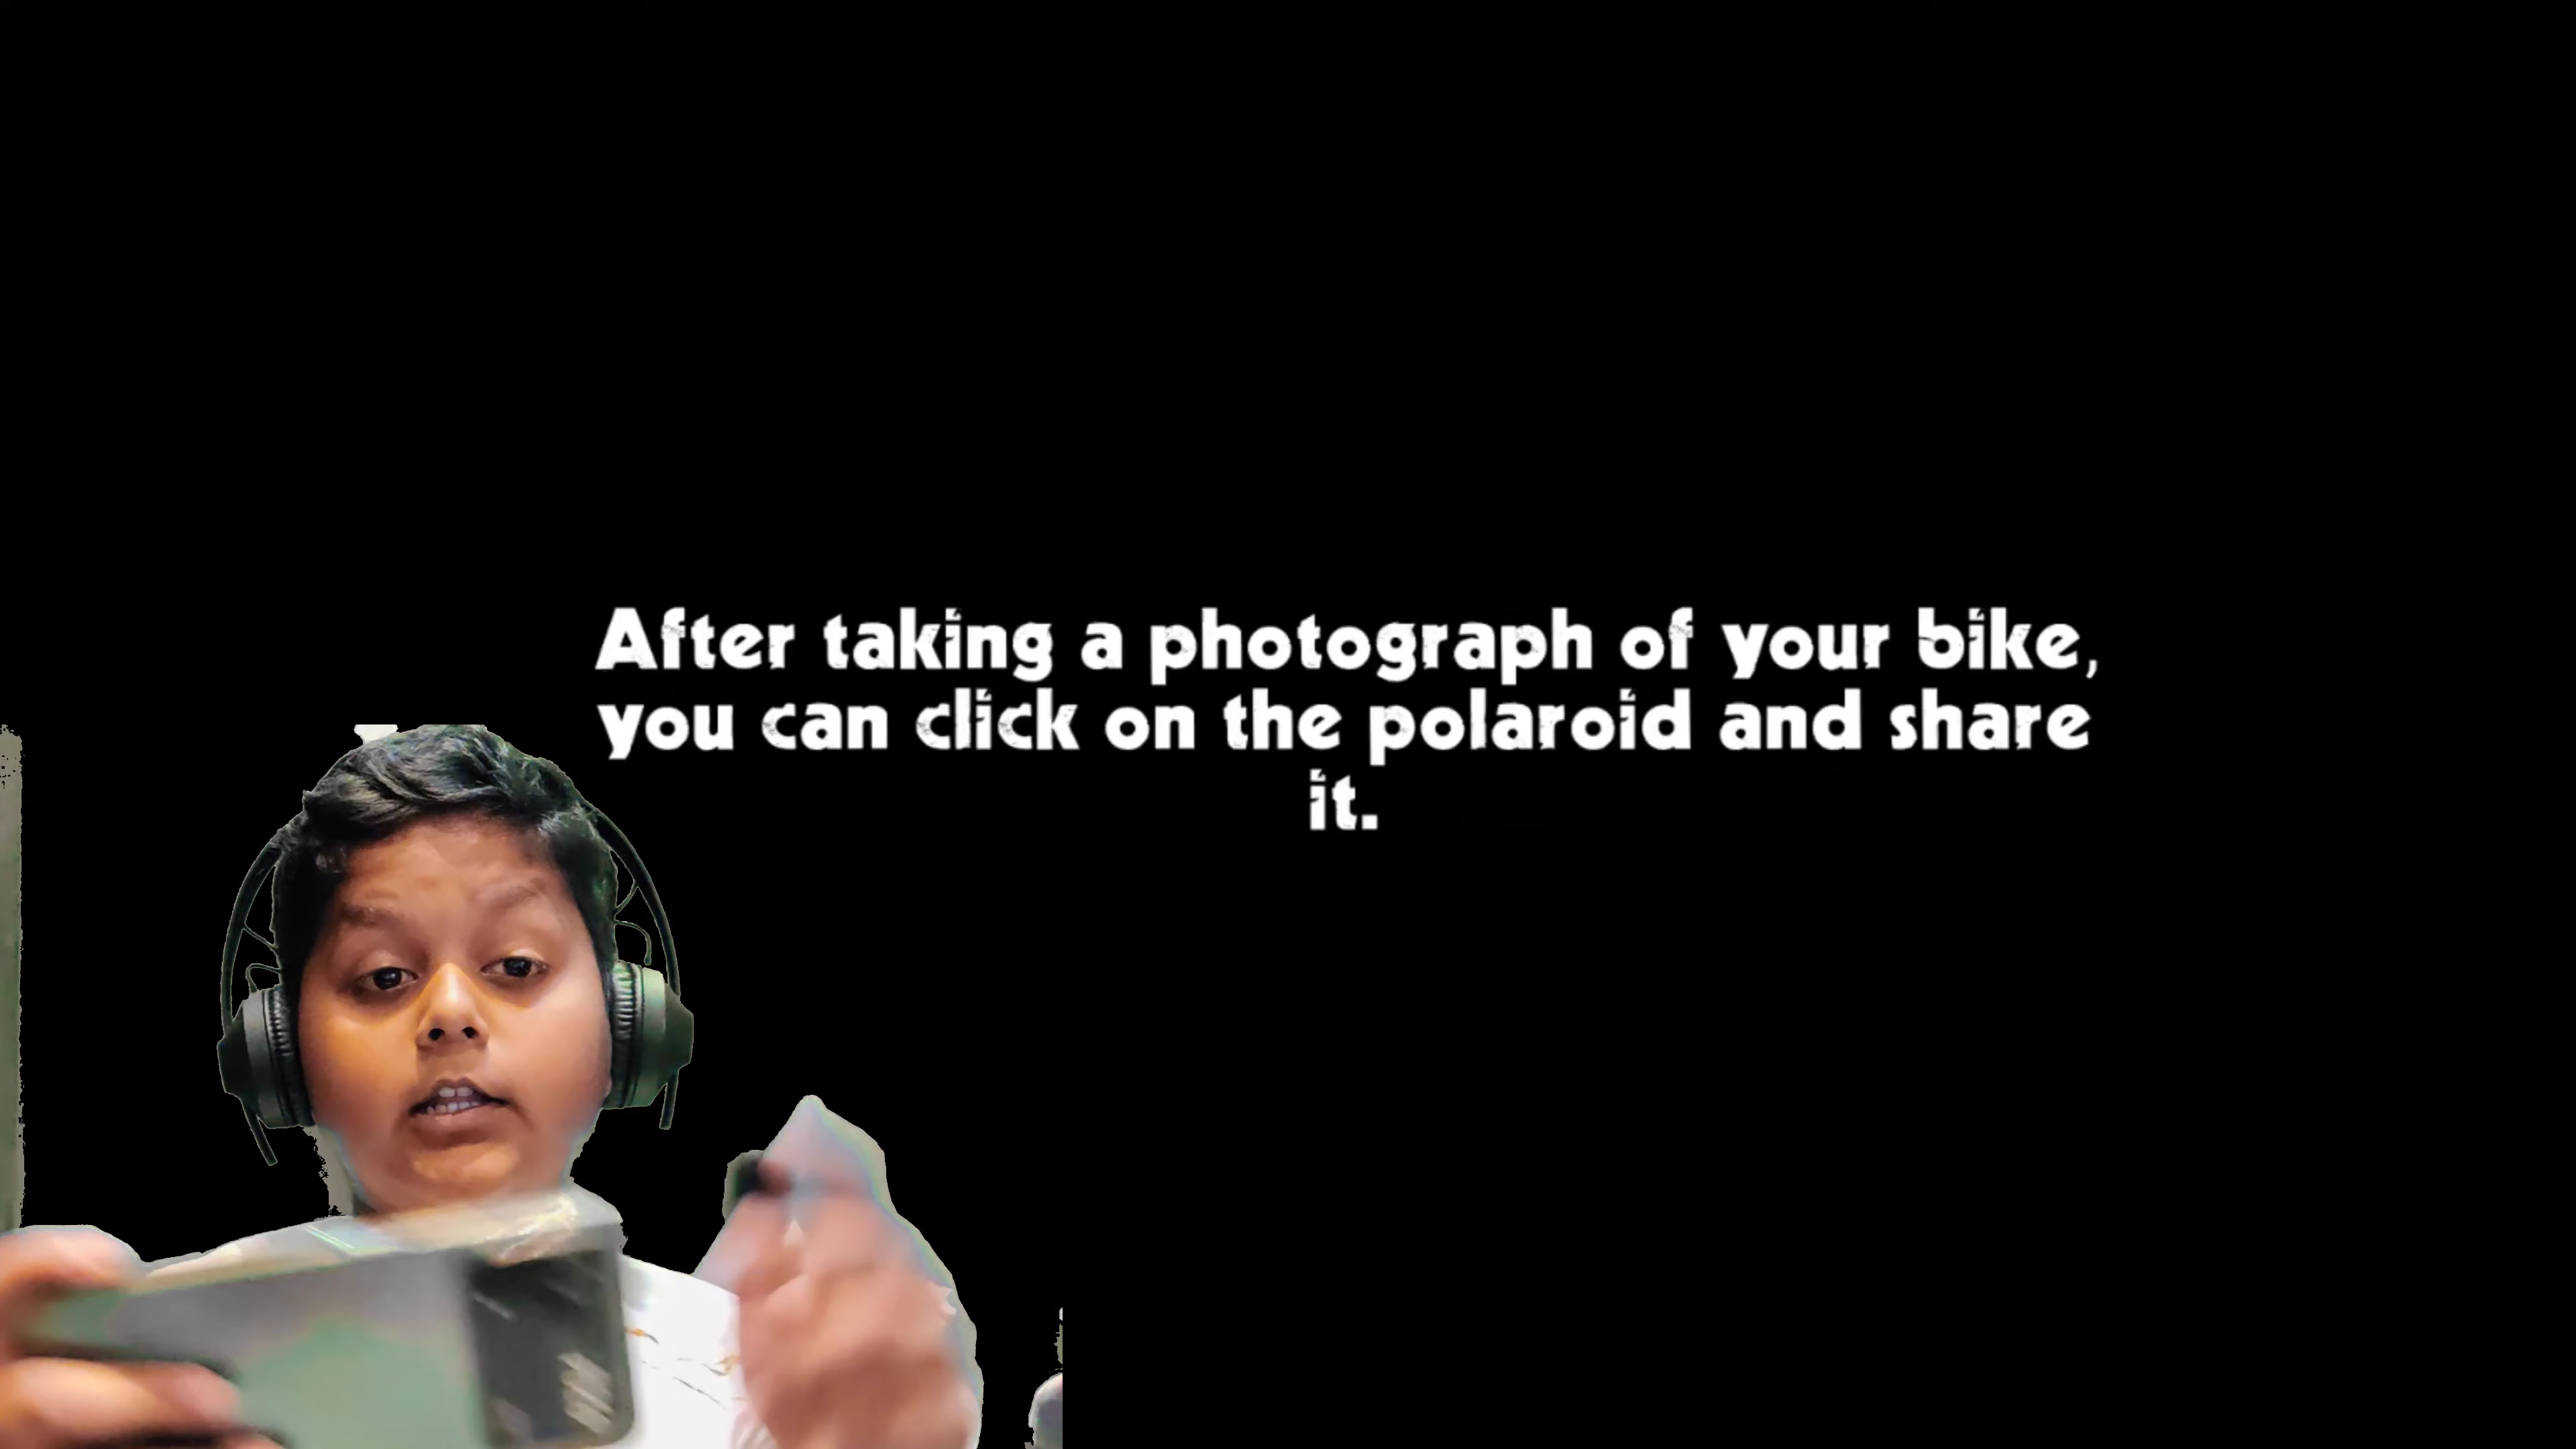 After taking a photograph of your bike,
you can click on the polaroid and share
it.